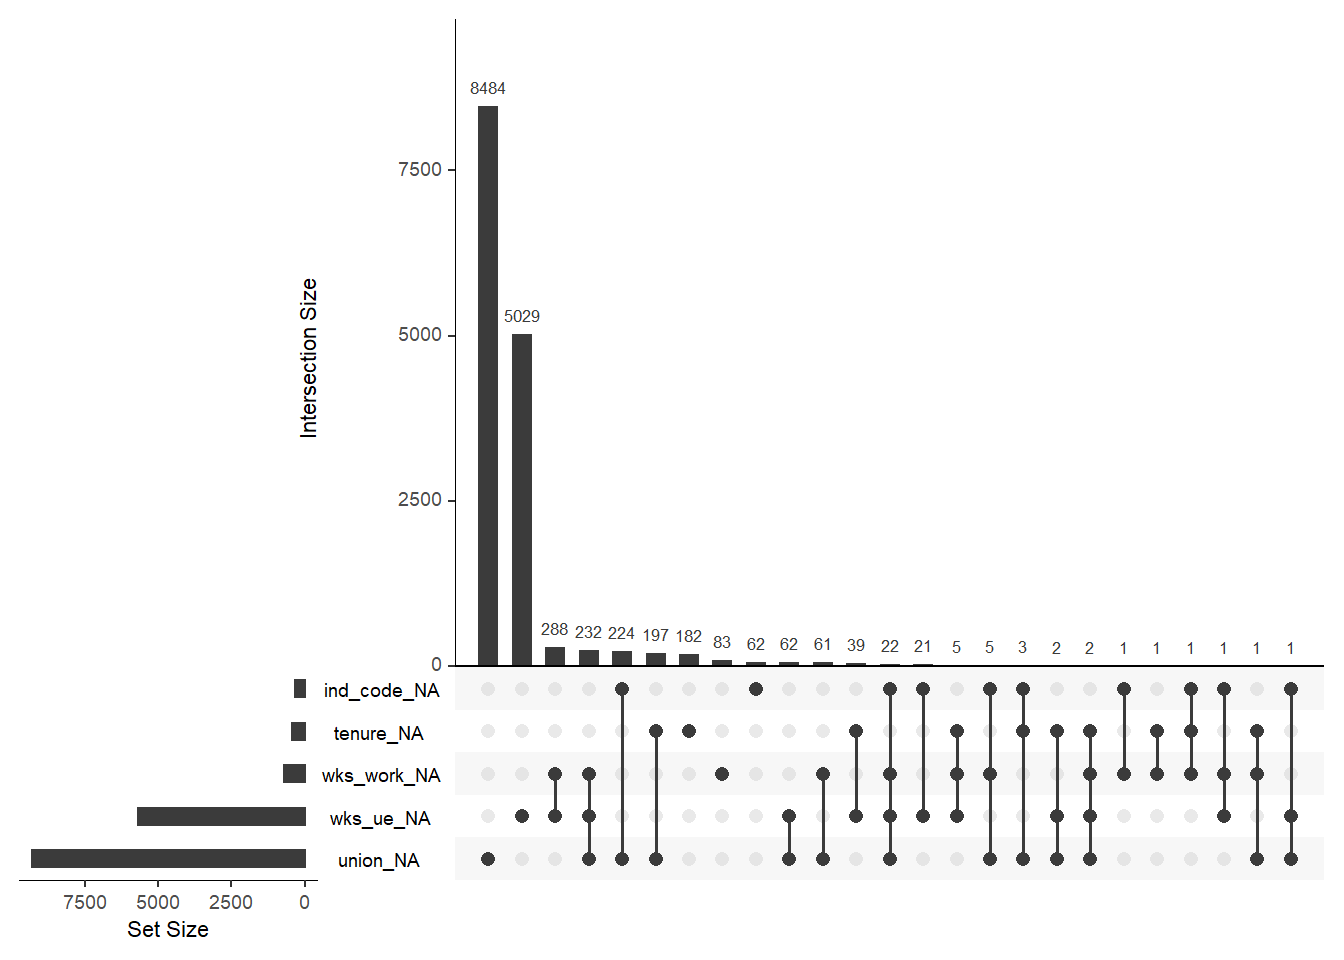 8484
7500
5029
5000
Intersection Size
2500
288 232 224 197 182 83 62 62 61 39 22 21 5 5 3 2 2 1 1 1 1 1 1
0
ind_code_NA
tenure_NA
wks_work_NA
wks_ue_NA
union_NA
7500 5000 2500 0
Set Size